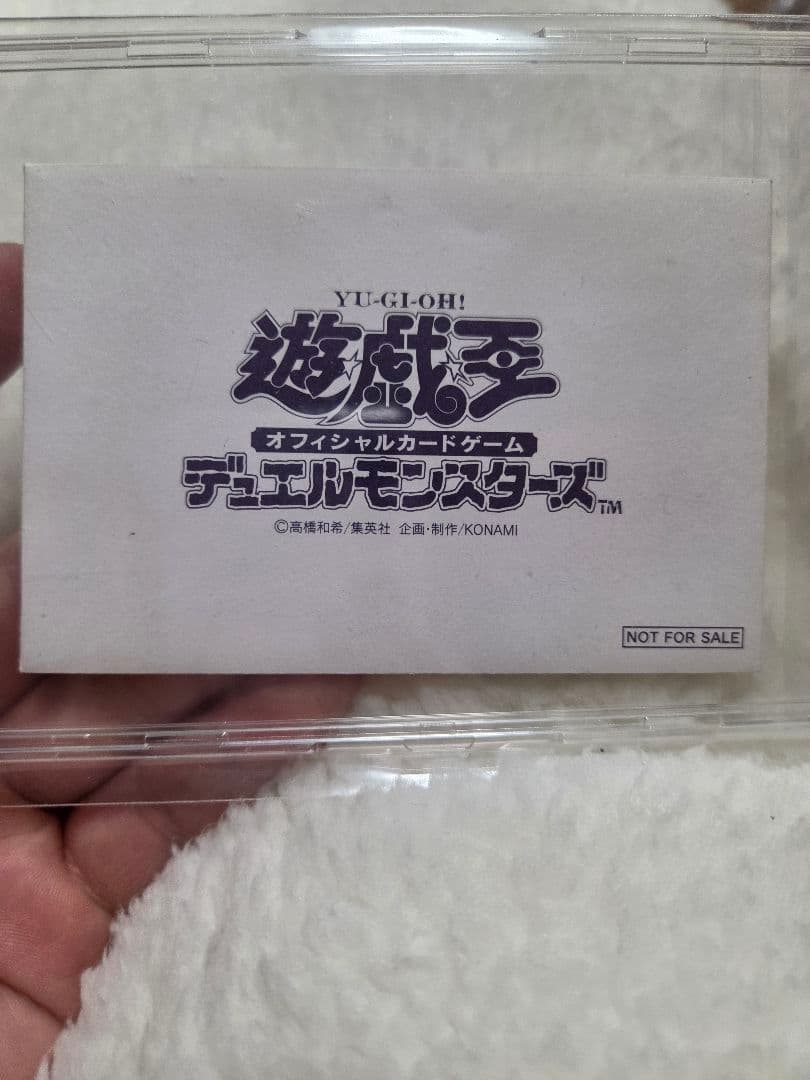 YU-GI-OH!
遊戯王
オフィシャルカードゲーム
デュエルモンスターズ™
©高橋和希/集英社 企画・制作/KONAMI
NOT FOR SALE